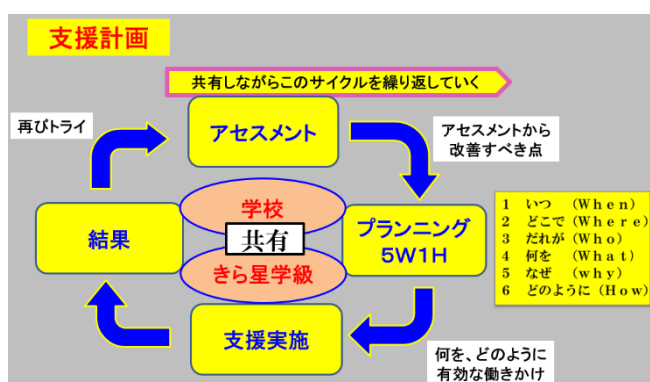 支援計画
共有しながらこのサイクルを繰り返していく
再びトライ
アセスメント
アセスメントから
改善すべき点
学校
共有
きら星学級
結果
プランニング
5W1H
1 いつ (When)
2 どこで (Where)
3 だれが (Who)
4 何を (What)
5 なぜ (why)
6 どのように (How)
支援実施
何を、どのように
有効な働きかけ